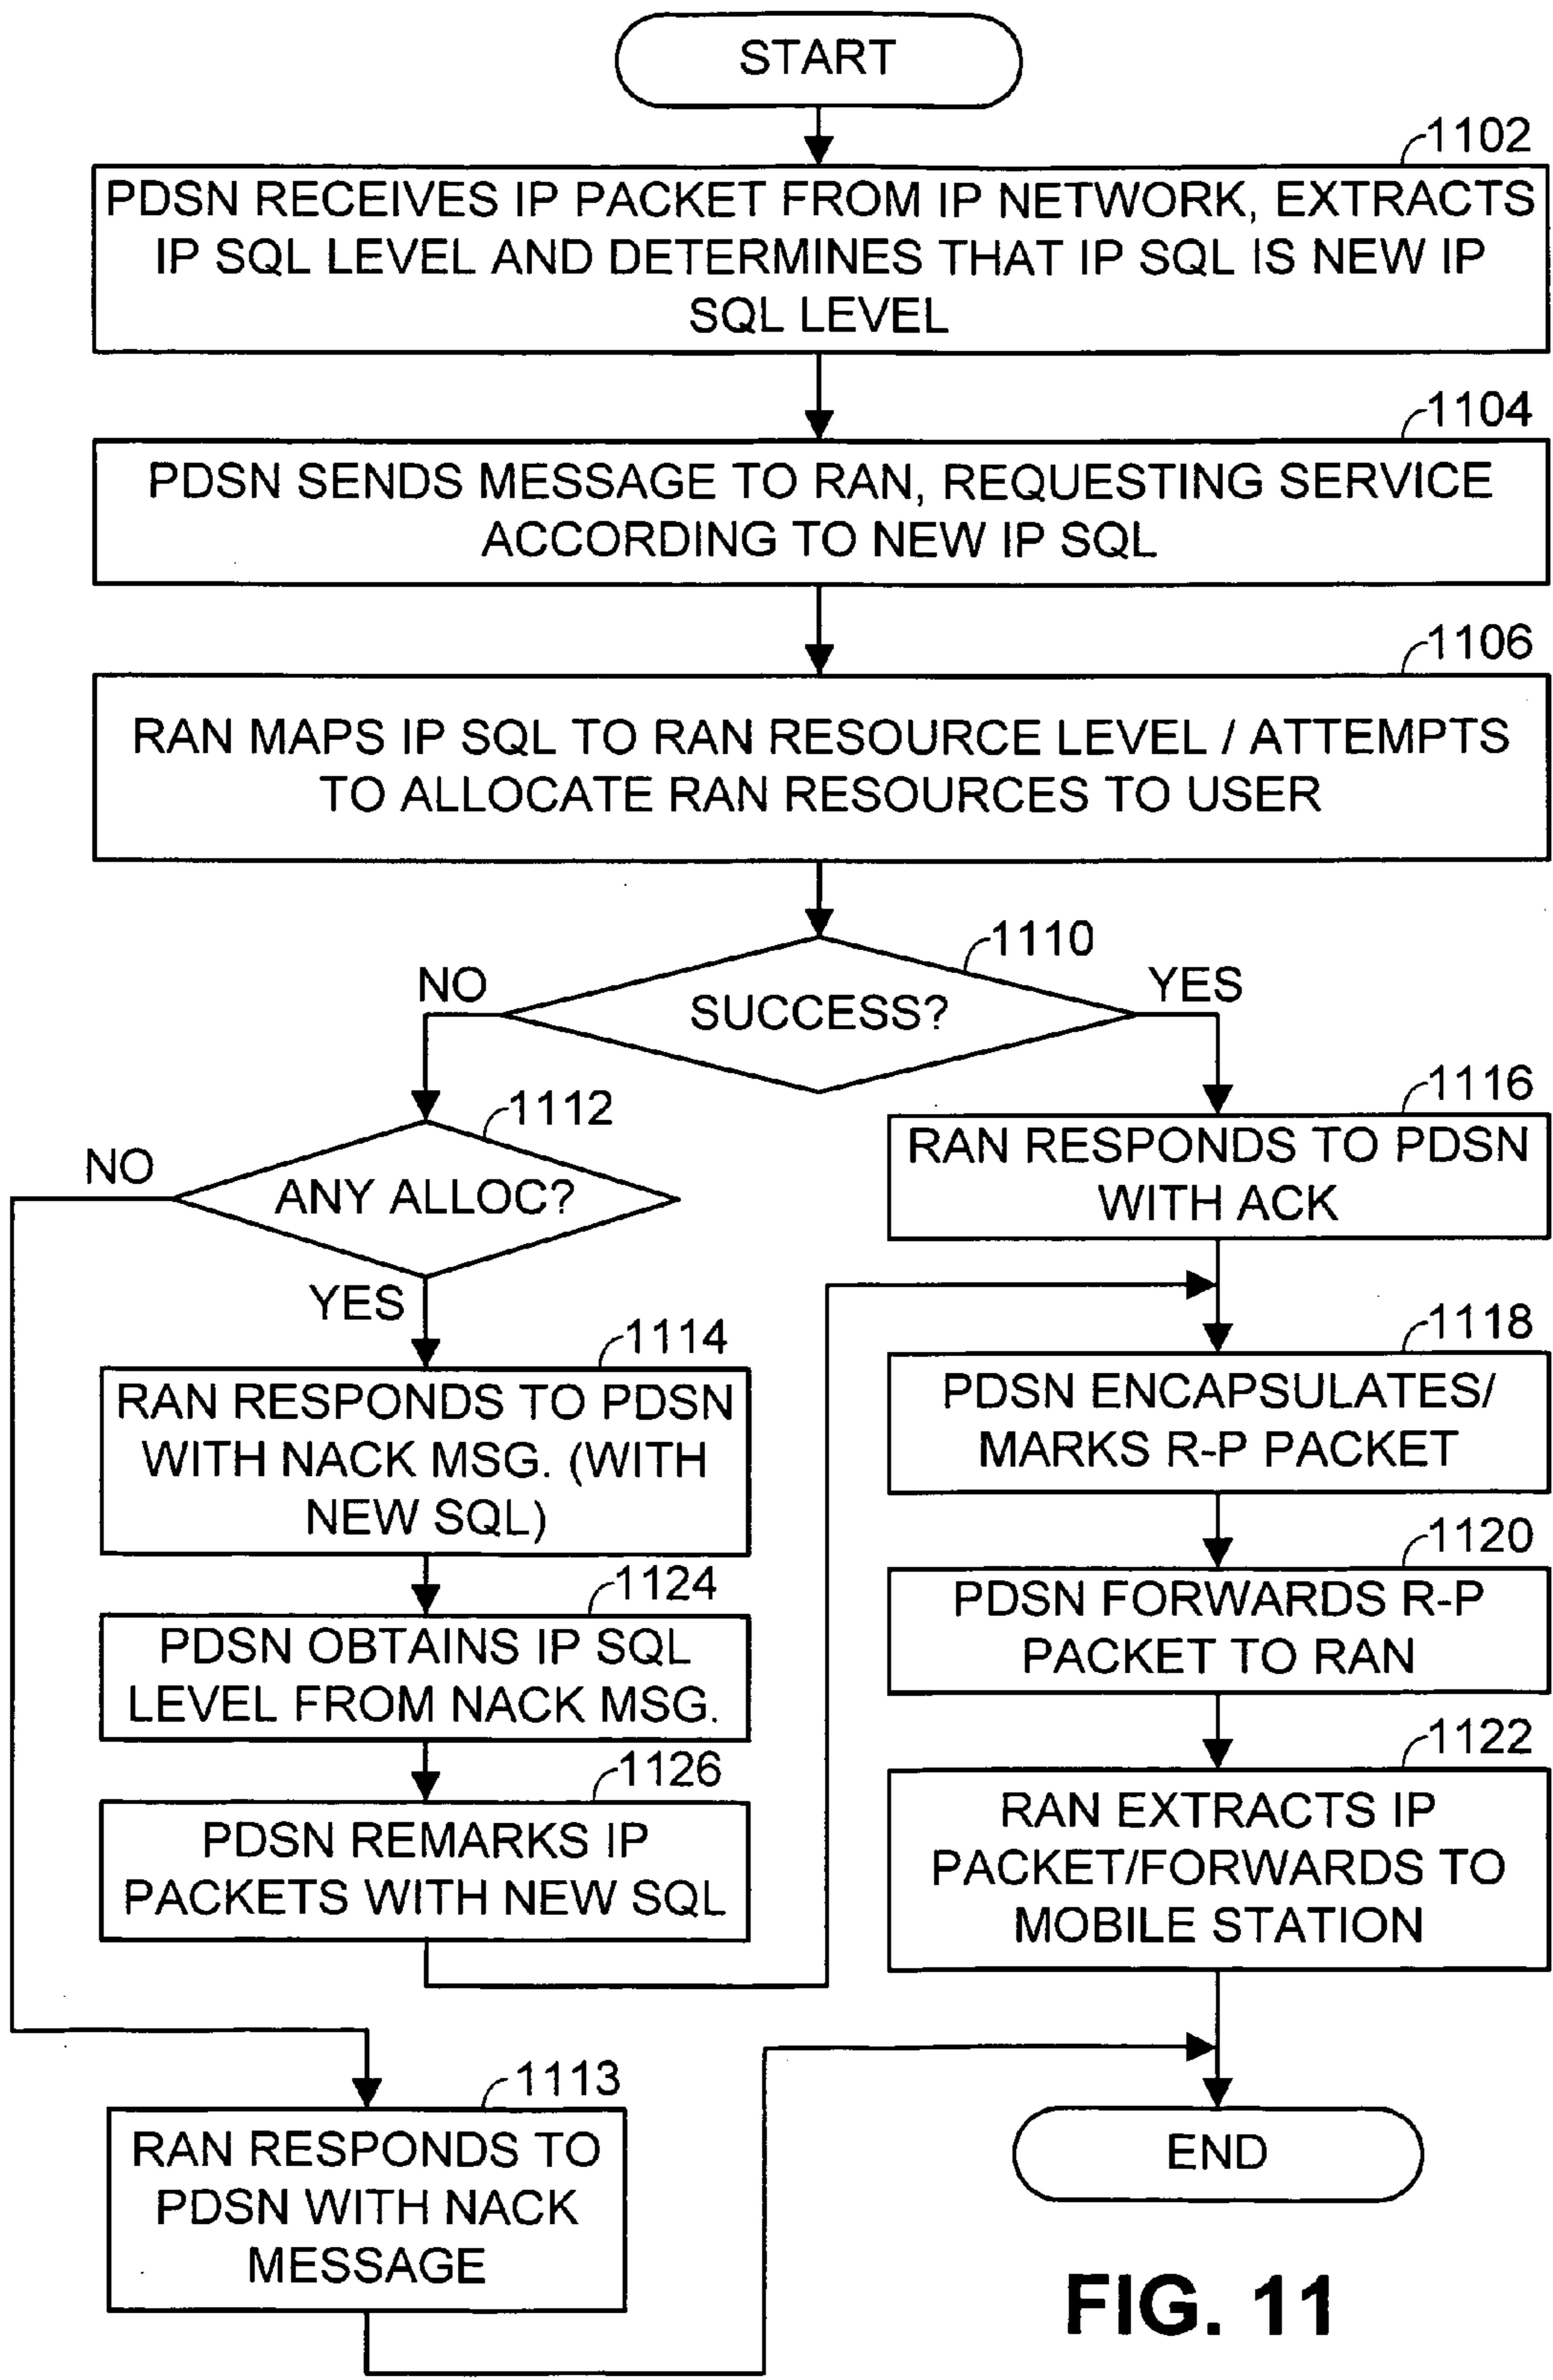 START
1102
PDSN RECEIVES IP PACKET FROM IP NETWORK, EXTRACTS
IP SQL LEVEL AND DETERMINES THAT IP SQL IS NEW IP
SQL LEVEL
1104
PDSN SENDS MESSAGE TO RAN, REQUESTING SERVICE
ACCORDING TO NEW IP SQL
1106
RAN MAPS IP SQL TO RAN RESOURCE LEVEL / ATTEMPTS
TO ALLOCATE RAN RESOURCES TO USER
1110
NO
YES
SUCCESS?
1112
NO
ANY ALLOC?
YES
1114
RAN RESPONDS TO PDSN
WITH NACK MSG. (WITH
NEW SQL)
1124
PDSN OBTAINS IP SQL
LEVEL FROM NACK MSG.
1126
PDSN REMARKS IP
PACKETS WITH NEW SQL
1116
RAN RESPONDS TO PDSN
WITH ACK
1118
PDSN ENCAPSULATES/
MARKS R-P PACKET
1120
PDSN FORWARDS R-P
PACKET TO RAN
1122
RAN EXTRACTS IP
PACKET/FORWARDS TO
MOBILE STATION
1113
RAN RESPONDS TO
PDSN WITH NACK
MESSAGE
END
FIG. 11